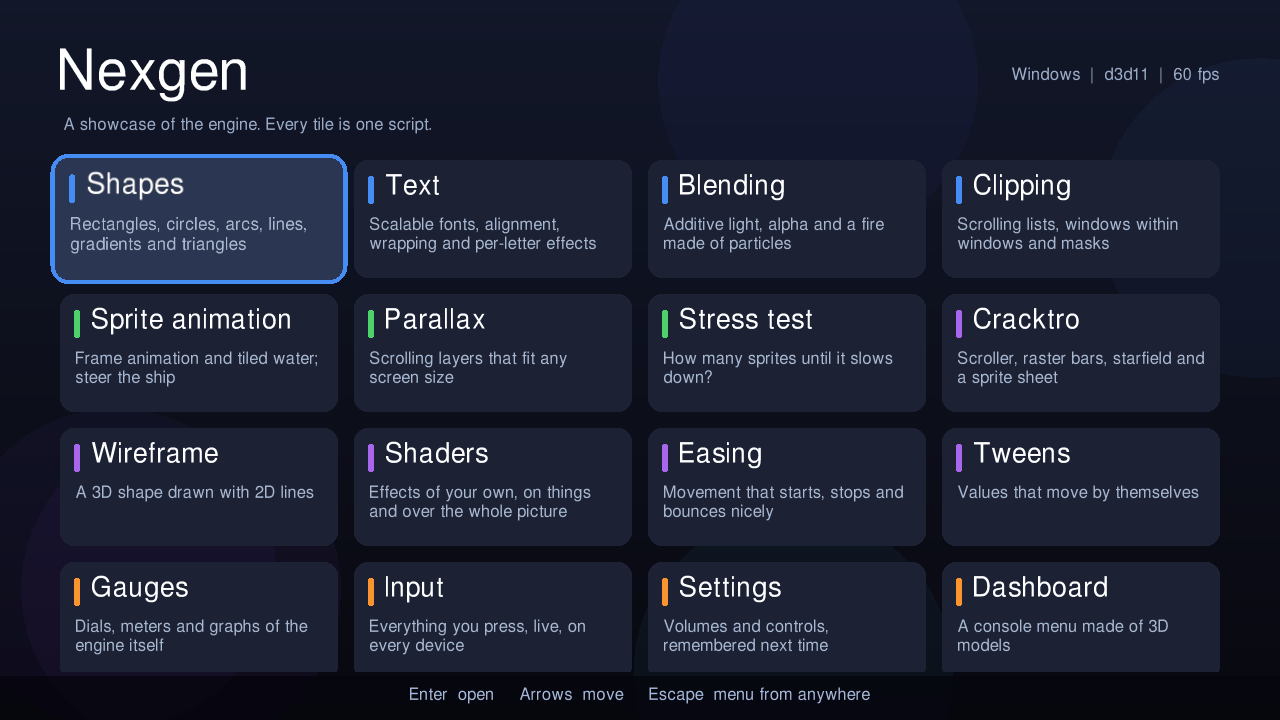 Nexgen
Windows | d3d11 | 60 fps
A showcase of the engine. Every tile is one script.
Shapes
Rectangles, circles, arcs, lines,
gradients and triangles
Text
Scalable fonts, alignment,
wrapping and per-letter effects
Blending
Additive light, alpha and a fire
made of particles
Clipping
Scrolling lists, windows within
windows and masks
Sprite animation
Frame animation and tiled water;
steer the ship
Parallax
Scrolling layers that fit any
screen size
Stress test
How many sprites until it slows
down?
Cracktro
Scroller, raster bars, starfield and
a sprite sheet
Wireframe
A 3D shape drawn with 2D lines
Shaders
Effects of your own, on things
and over the whole picture
Easing
Movement that starts, stops and
bounces nicely
Tweens
Values that move by themselves
Gauges
Dials, meters and graphs of the
engine itself
Input
Everything you press, live, on
every device
Settings
Volumes and controls,
remembered next time
Dashboard
A console menu made of 3D
models
Enter open Arrows move Escape menu from anywhere